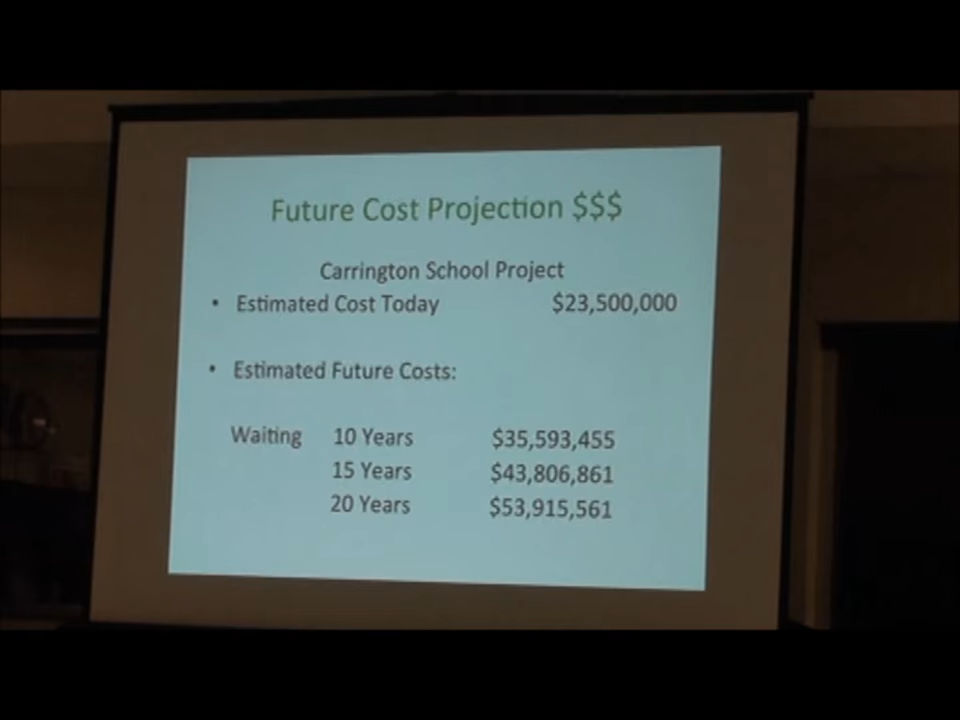 Future Cost Projection $$$
Carrington School Project
• Estimated Cost Today $23,500,000
• Estimated Future Costs:
Waiting 10 Years $35,593,455
15 Years $43,806,861
20 Years $53,915,561